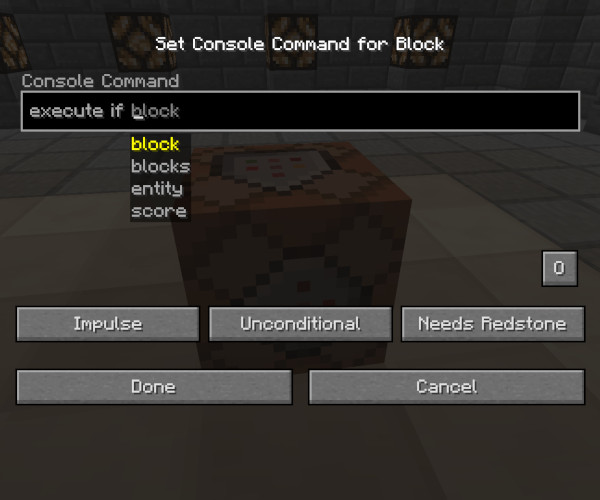 Set Console Command for Block
Console Command
execute if block
block
blocks
entity
score
0
Impulse
Unconditional
Needs Redstone
Done
Cancel